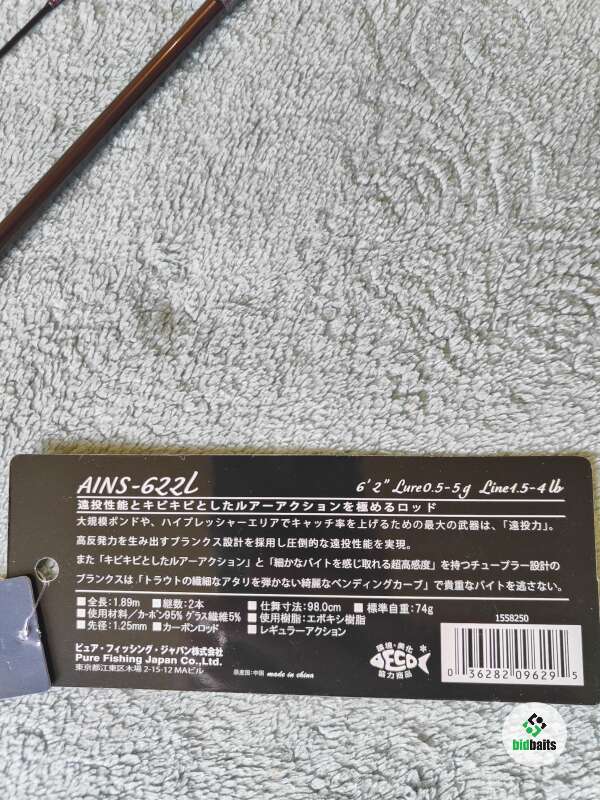 AINS-622L
6'2" Lure0.5-5g Line1.5-4lb
遠投性能とキビキビとしたルアーアクションを極めるロッド
大規模ポンドや、ハイプレッシャーエリアでキャッチ率を上げるための最大の武器は、「遠投力」。
高反発力を生み出すブランクス設計を採用し圧倒的な遠投性能を実現。
また「キビキビとしたルアーアクション」と「細かなバイトを感じ取れる超高感度」を持つチューブラー設計の
ブランクスは「トラウトの繊細なアタリを弾かない綺麗なベンディングカーブ」で貴重なバイトを逃さない。
■全長:1.89m ■継数:2本 ■仕舞寸法:98.0cm ■標準自重:74g
■使用材料/カーボン95% グラス繊維5% ■使用樹脂:エポキシ樹脂
■先径:1.25mm ■カーボンロッド ■レギュラーアクション
ピュア・フィッシング・ジャパン株式会社
Pure Fishing Japan Co.,Ltd.
東京都江東区木場 2-15-12 MAビル
原産国:中国 made in china
環境・美化
ECO
協力商品
1558250
0 36282 09629 5
bidbaits